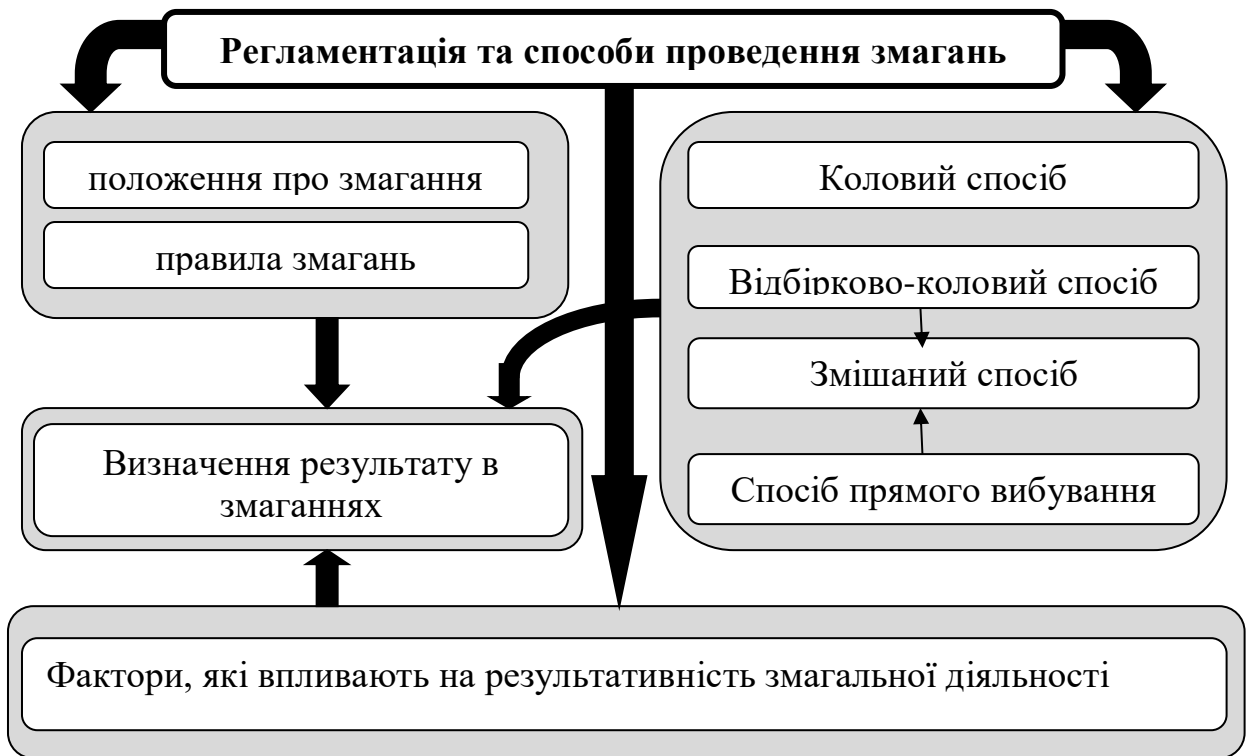 Регламентація та способи проведення змагань
положення про змагання
правила змагань
Коловий спосіб
Відбірково-коловий спосіб
Змішаний спосіб
Спосіб прямого вибування
Визначення результату в
змаганнях
Фактори, які впливають на результативність змагальної діяльності